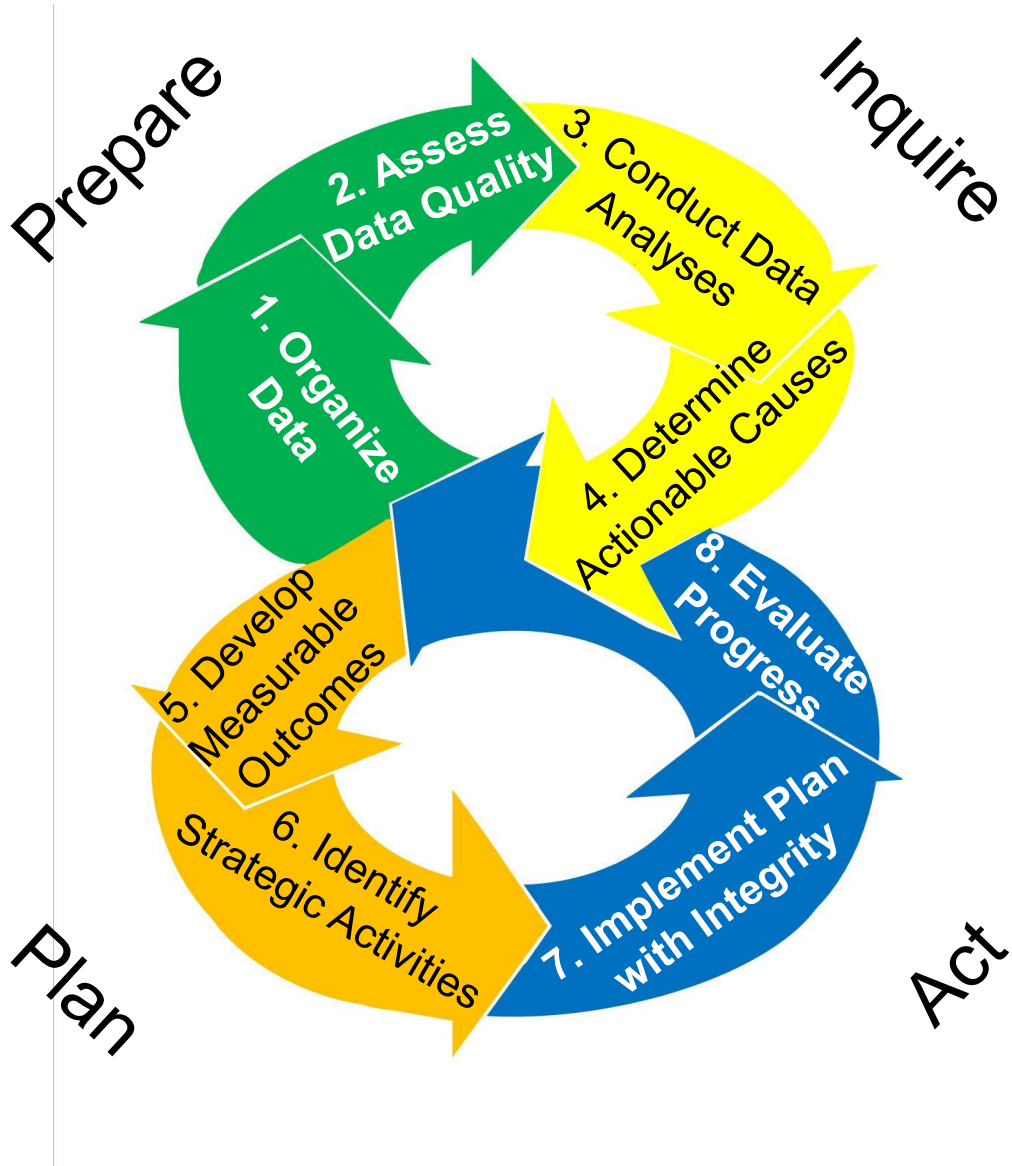 Prepare
Inquire
1. Organize
Data
2. Assess
Data Quality
3. Conduct Data
Analyses
4. Determine
Actionable Causes
5. Develop
Measurable
Outcomes
6. Identify
Strategic Activities
7. Implement Plan
with Integrity
8. Evaluate
Progress
Plan
Act